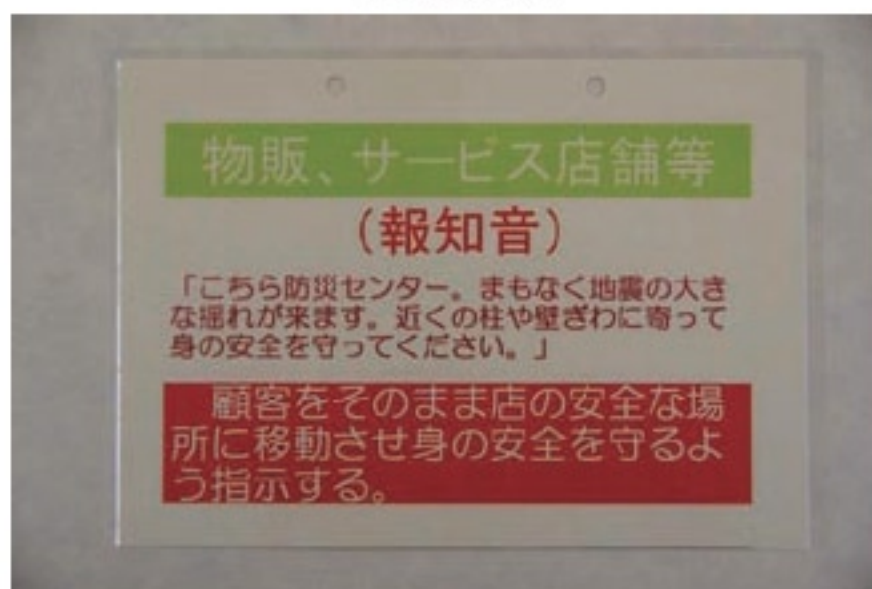 物販、サービス店舗等
（報知音）
「こちら防災センター。まもなく地震の大き
な揺れが来ます。近くの柱や壁ぎわに寄って
身の安全を守ってください。」
顧客をそのまま店の安全な場
所に移動させ身の安全を守るよ
う指示する。